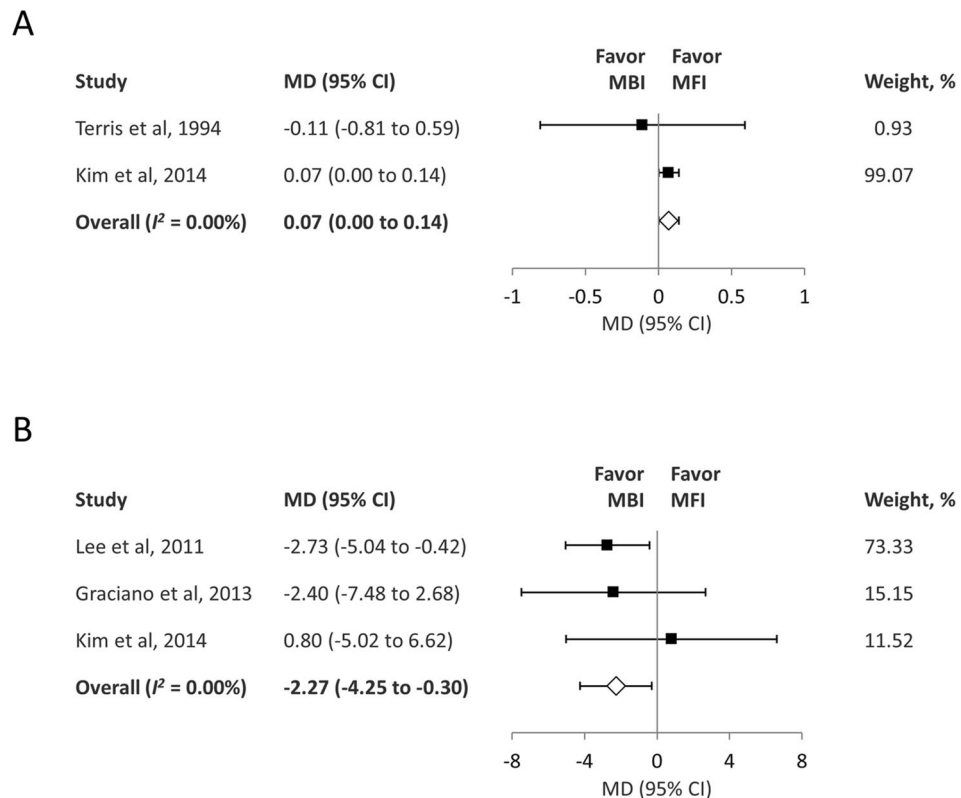 A
Favor Favor
Study MD (95% CI) MBI MFI Weight, %
Terris et al, 1994 -0.11 (-0.81 to 0.59) 0.93
Kim et al, 2014 0.07 (0.00 to 0.14) 99.07
Overall (I² = 0.00%) 0.07 (0.00 to 0.14)
-1 -0.5 0 0.5 1
MD (95% CI)
B
Favor Favor
Study MD (95% CI) MBI MFI Weight, %
Lee et al, 2011 -2.73 (-5.04 to -0.42) 73.33
Graciano et al, 2013 -2.40 (-7.48 to 2.68) 15.15
Kim et al, 2014 0.80 (-5.02 to 6.62) 11.52
Overall (I² = 0.00%) -2.27 (-4.25 to -0.30)
-8 -4 0 4 8
MD (95% CI)